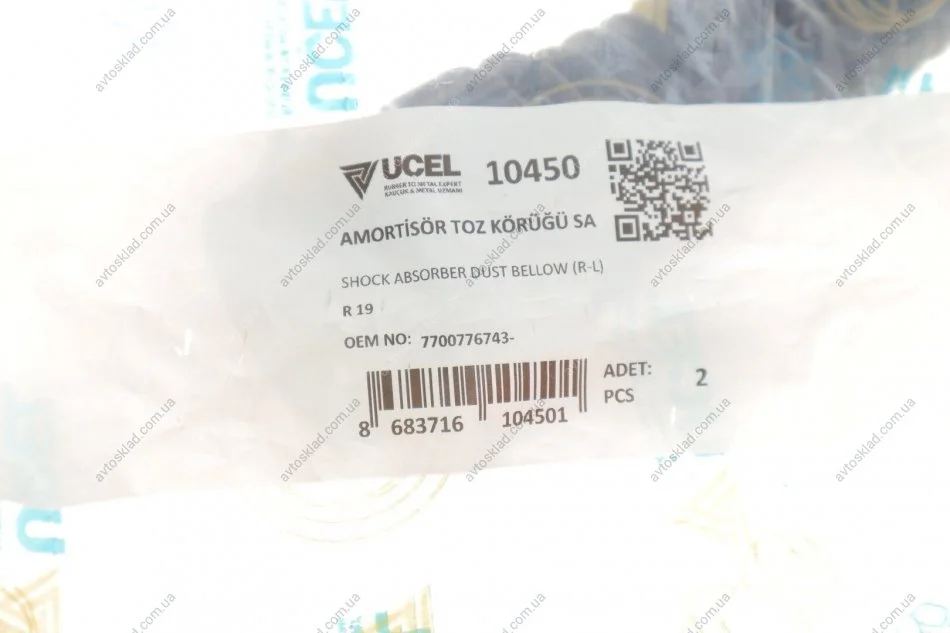 UCEL
UCEL 10450
RUBBER TO METAL EXPERT
KAUÇUK & METAL UZMANI
AMORTİSÖR TOZ KÖRÜĞÜ SA
SHOCK ABSORBER DUST BELLOW (R-L)
R 19
OEM NO: 7700776743-
ADET: 2
PCS
8 683716 104501
avtosklad.com.ua